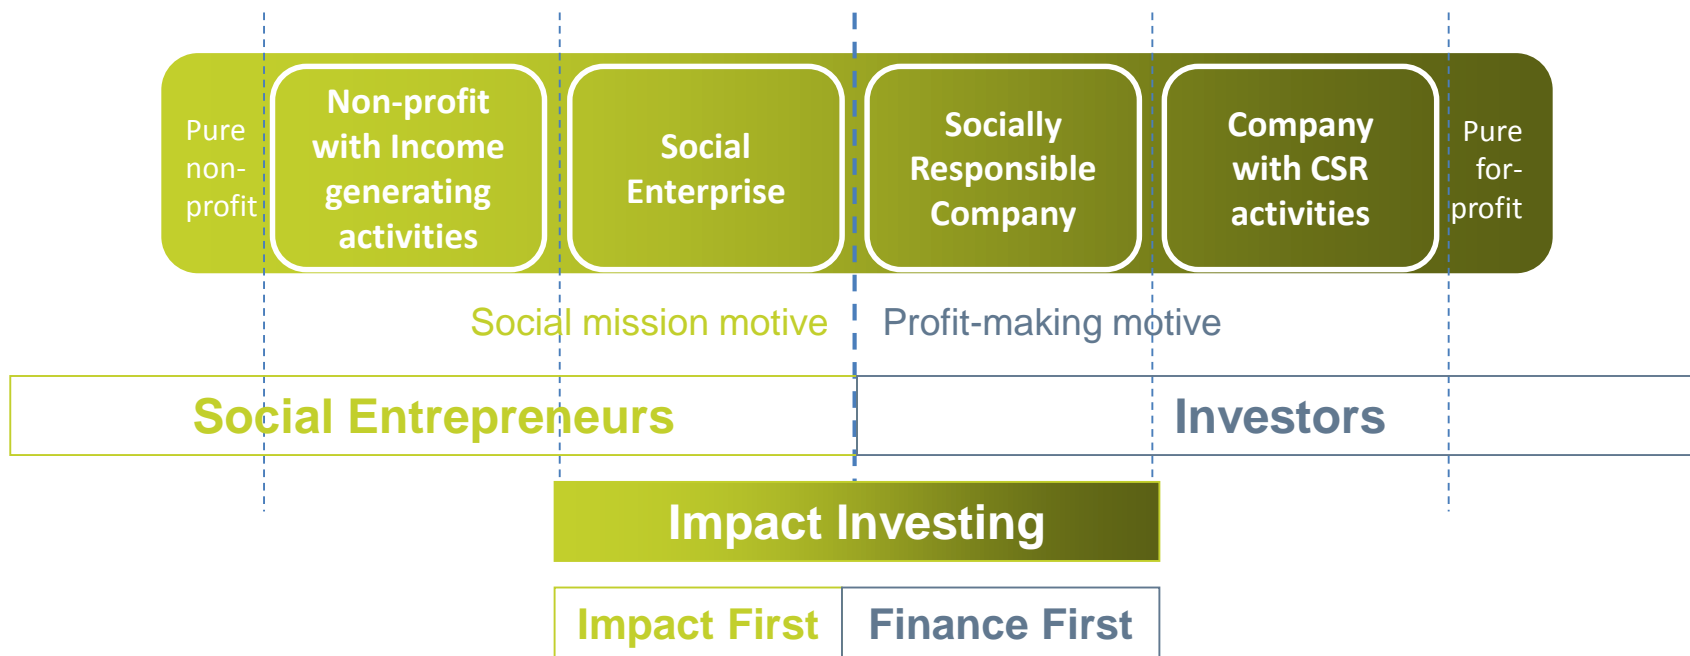 Pure
non-
profit
Non-profit
with Income
generating
activities
Social
Enterprise
Socially
Responsible
Company
Company
with CSR
activities
Pure
for-
profit
Social mission motive
Profit-making motive
Social Entrepreneurs
Investors
Impact Investing
Impact First
Finance First